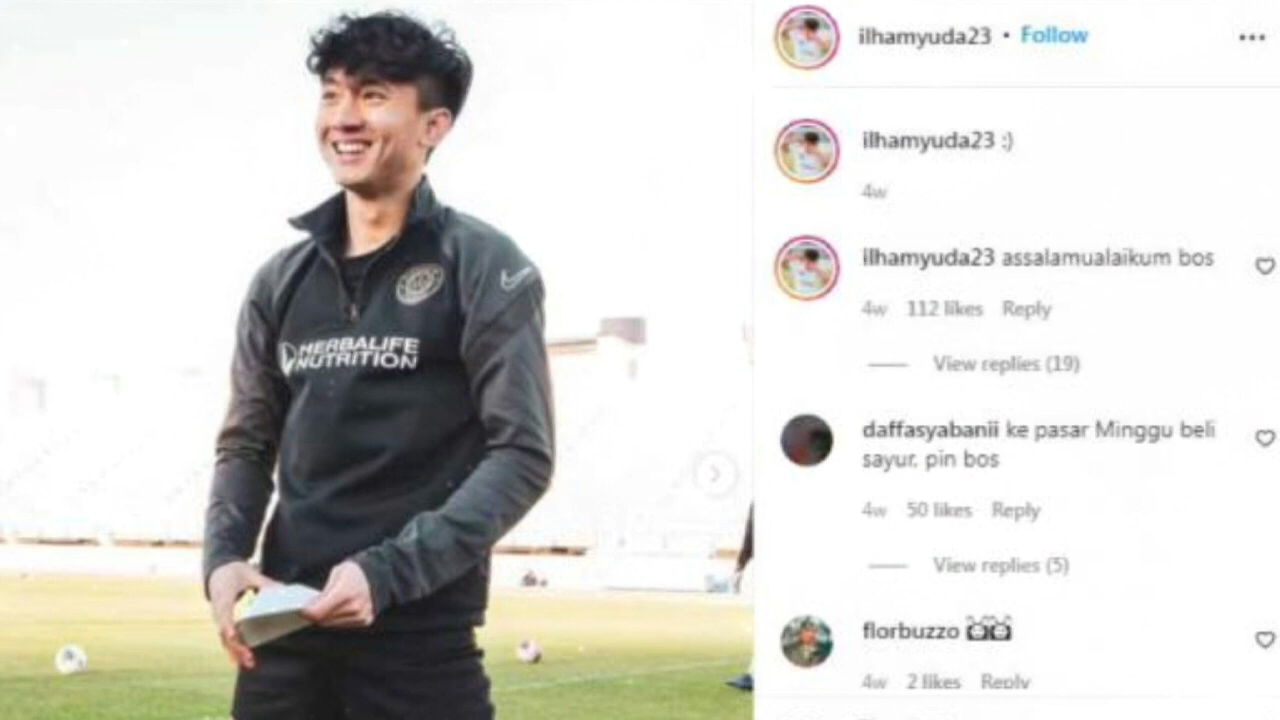 HERBALIFE
NUTRITION
ilhamyuda23 • Follow
ilhamyuda23 :)
4w
ilhamyuda23 assalamualaikum bos
4w 112 likes Reply
View replies (19)
daffasyabanii ke pasar Minggu beli
sayur. pin bos
4w 50 likes Reply
View replies (5)
florbuzzo
4w 2 likes Reply